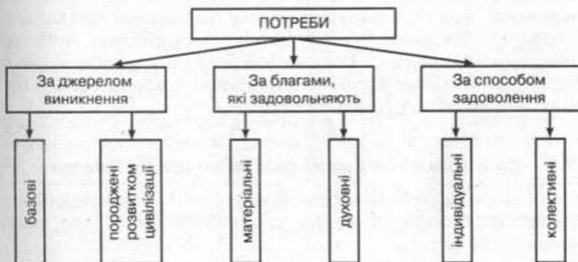 ПОТРЕБИ
За джерелом
виникнення
За благами,
які задовольняють
За способом
задоволення
базові
породжені
розвитком
цивілізації
матеріальні
духовні
індивідуальні
колективні